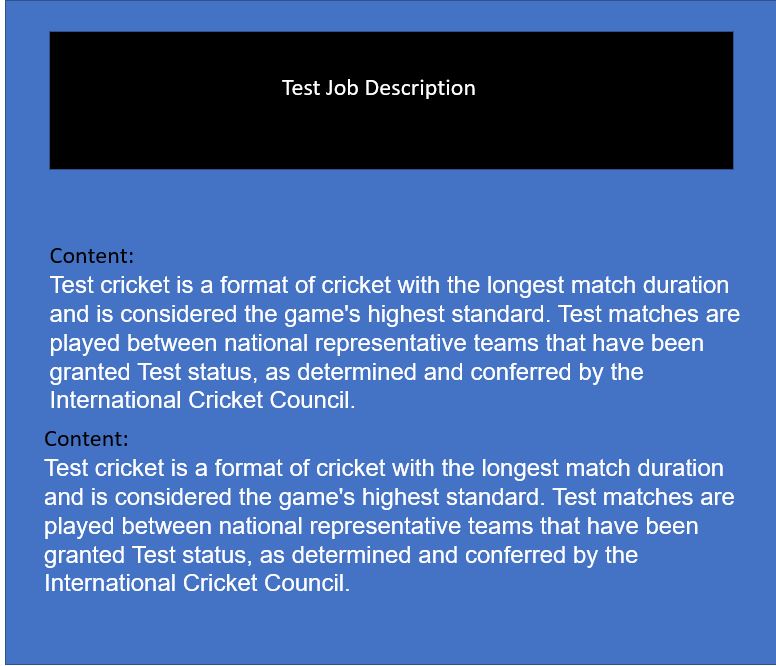 Test Job Description
Content:
Test cricket is a format of cricket with the longest match duration
and is considered the game's highest standard. Test matches are
played between national representative teams that have been
granted Test status, as determined and conferred by the
International Cricket Council.
Content:
Test cricket is a format of cricket with the longest match duration
and is considered the game's highest standard. Test matches are
played between national representative teams that have been
granted Test status, as determined and conferred by the
International Cricket Council.